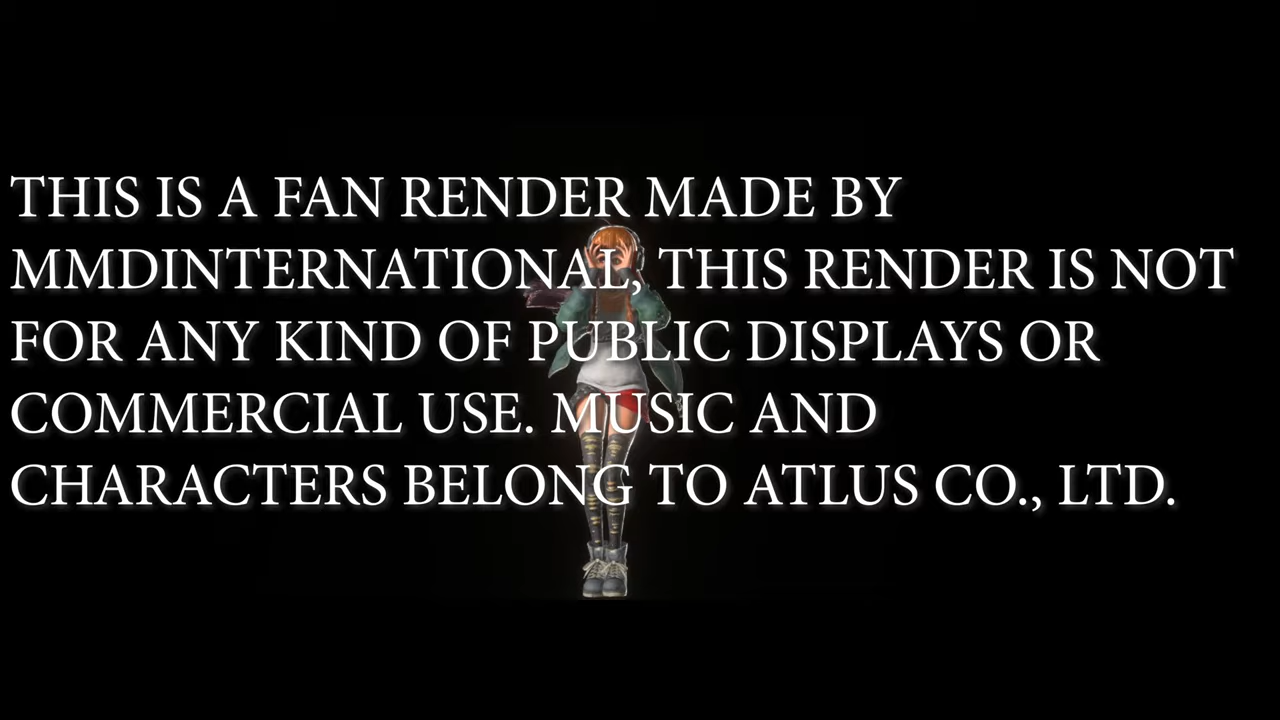 THIS IS A FAN RENDER MADE BY
MMDINTERNATIONAL, THIS RENDER IS NOT
FOR ANY KIND OF PUBLIC DISPLAYS OR
COMMERCIAL USE. MUSIC AND
CHARACTERS BELONG TO ATLUS CO., LTD.